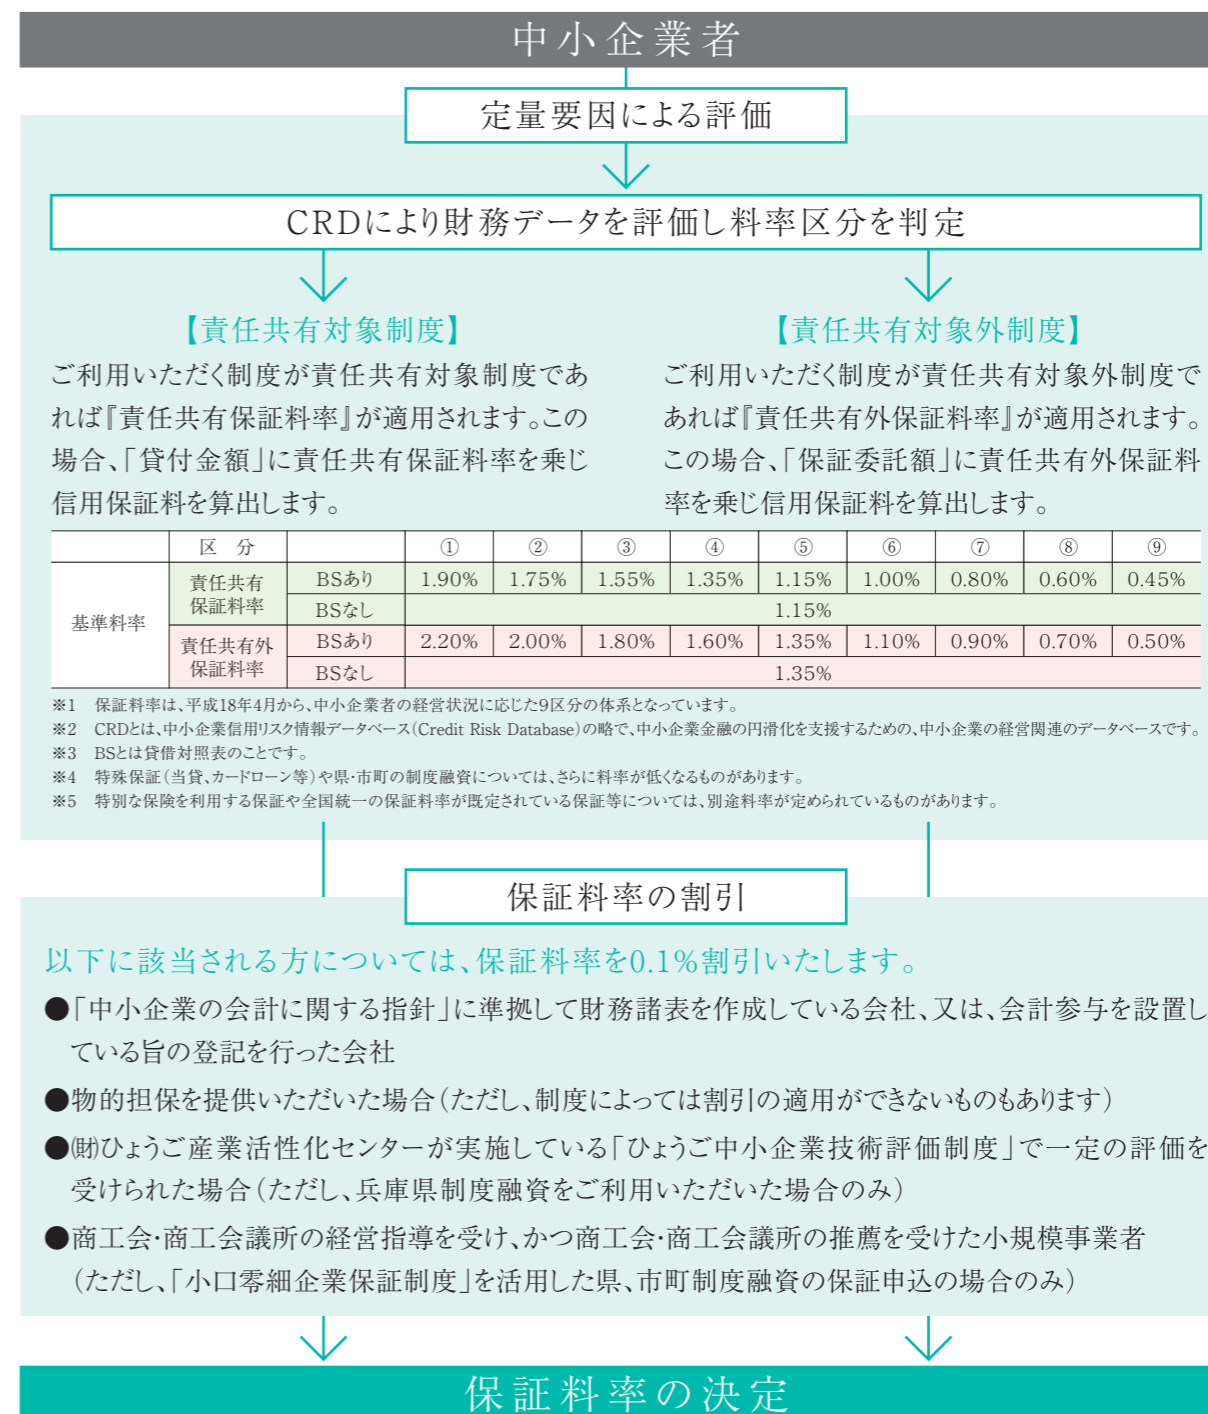 中小企業者
定量要因による評価
CRDにより財務データを評価し料率区分を判定
【責任共有対象制度】
ご利用いただく制度が責任共有対象制度であ
れば『責任共有保証料率』が適用されます。この
場合、「貸付金額」に責任共有保証料率を乗じ
信用保証料を算出します。
【責任共有対象外制度】
ご利用いただく制度が責任共有対象外制度で
あれば『責任共有外保証料率』が適用されます。
この場合、「保証委託額」に責任共有外保証料
率を乗じ信用保証料を算出します。
区 分 ① ② ③ ④ ⑤ ⑥ ⑦ ⑧ ⑨
基準料率
責任共有
保証料率
BSあり 1.90% 1.75% 1.55% 1.35% 1.15% 1.00% 0.80% 0.60% 0.45%
BSなし 1.15%
責任共有外
保証料率
BSあり 2.20% 2.00% 1.80% 1.60% 1.35% 1.10% 0.90% 0.70% 0.50%
BSなし 1.35%
※1 保証料率は、平成18年4月から、中小企業者の経営状況に応じた9区分の体系となっています。
※2 CRDとは、中小企業信用リスク情報データベース(Credit Risk Database)の略で、中小企業金融の円滑化を支援するための、中小企業の経営関連のデータベースです。
※3 BSとは貸借対照表のことです。
※4 特殊保証(当貸、カードローン等)や県・市町の制度融資については、さらに料率が低くなるものがあります。
※5 特別な保険を利用する保証や全国統一の保証料率が既定されている保証等については、別途料率が定められているものがあります。
保証料率の割引
以下に該当される方については、保証料率を0.1%割引いたします。
●「中小企業の会計に関する指針」に準拠して財務諸表を作成している会社、又は、会計参与を設置し
ている旨の登記を行った会社
●物的担保を提供いただいた場合(ただし、制度によっては割引の適用ができないものもあります)
●㈶ひょうご産業活性化センターが実施している「ひょうご中小企業技術評価制度」で一定の評価を
受けられた場合(ただし、兵庫県制度融資をご利用いただいた場合のみ)
●商工会・商工会議所の経営指導を受け、かつ商工会・商工会議所の推薦を受けた小規模事業者
(ただし、「小口零細企業保証制度」を活用した県、市町制度融資の保証申込の場合のみ)
保証料率の決定